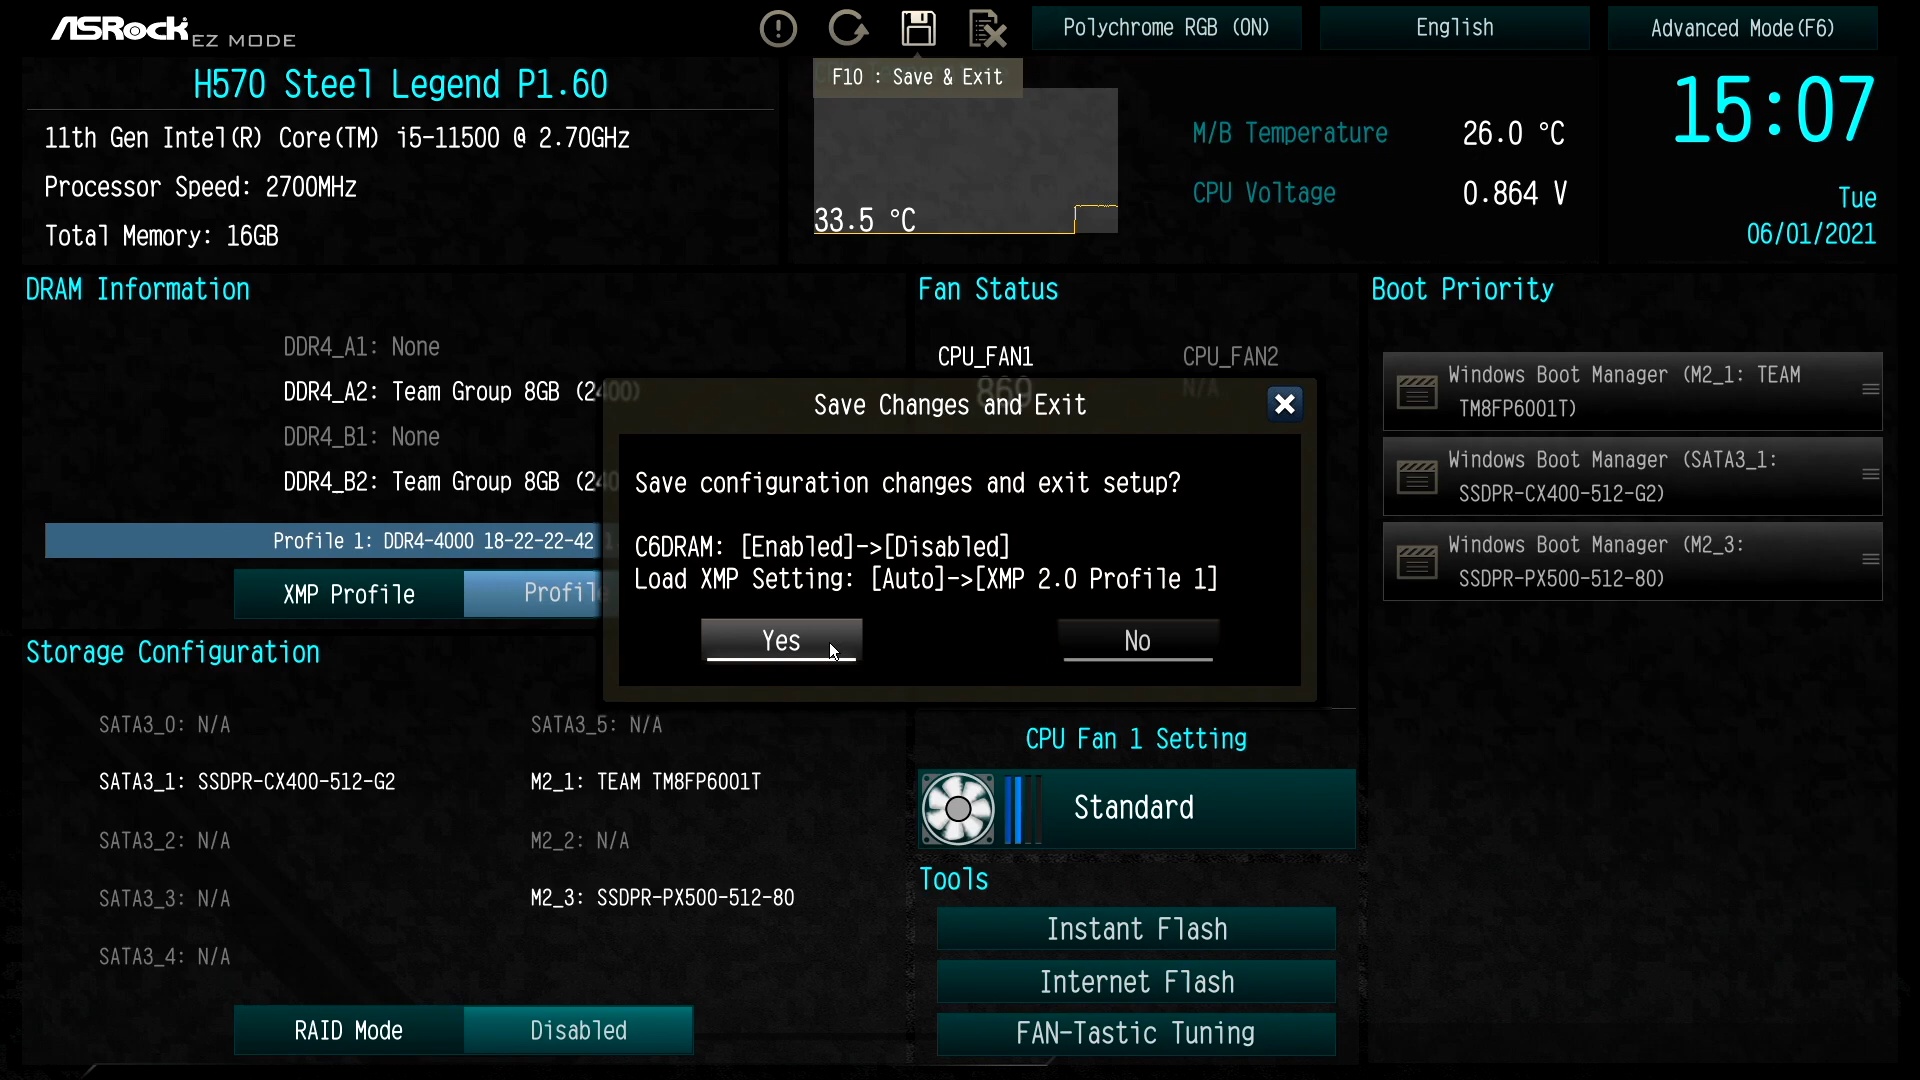 ASRock EZ MODE
Polychrome RGB (ON)
English
Advanced Mode(F6)
F10 : Save & Exit
H570 Steel Legend P1.60
11th Gen Intel(R) Core(TM) i5-11500 @ 2.70GHz
Processor Speed: 2700MHz
Total Memory: 16GB
33.5 °C
M/B Temperature 26.0 °C
CPU Voltage 0.864 V
15:07
Tue
06/01/2021
DRAM Information
DDR4_A1: None
DDR4_A2: Team Group 8GB (2400)
DDR4_B1: None
DDR4_B2: Team Group 8GB (240
Profile 1: DDR4-4000 18-22-22-42
XMP Profile
Profil
Fan Status
CPU_FAN1
869
CPU_FAN2
N/A
Boot Priority
Windows Boot Manager (M2_1: TEAM
TM8FP6001T)
Windows Boot Manager (SATA3_1:
SSDPR-CX400-512-G2)
Windows Boot Manager (M2_3:
SSDPR-PX500-512-80)
Save Changes and Exit
Save configuration changes and exit setup?
C6DRAM: [Enabled]->[Disabled]
Load XMP Setting: [Auto]->[XMP 2.0 Profile 1]
Yes
No
Storage Configuration
SATA3_0: N/A
SATA3_5: N/A
SATA3_1: SSDPR-CX400-512-G2
M2_1: TEAM TM8FP6001T
SATA3_2: N/A
M2_2: N/A
SATA3_3: N/A
M2_3: SSDPR-PX500-512-80
SATA3_4: N/A
RAID Mode
Disabled
CPU Fan 1 Setting
Standard
Tools
Instant Flash
Internet Flash
FAN-Tastic Tuning